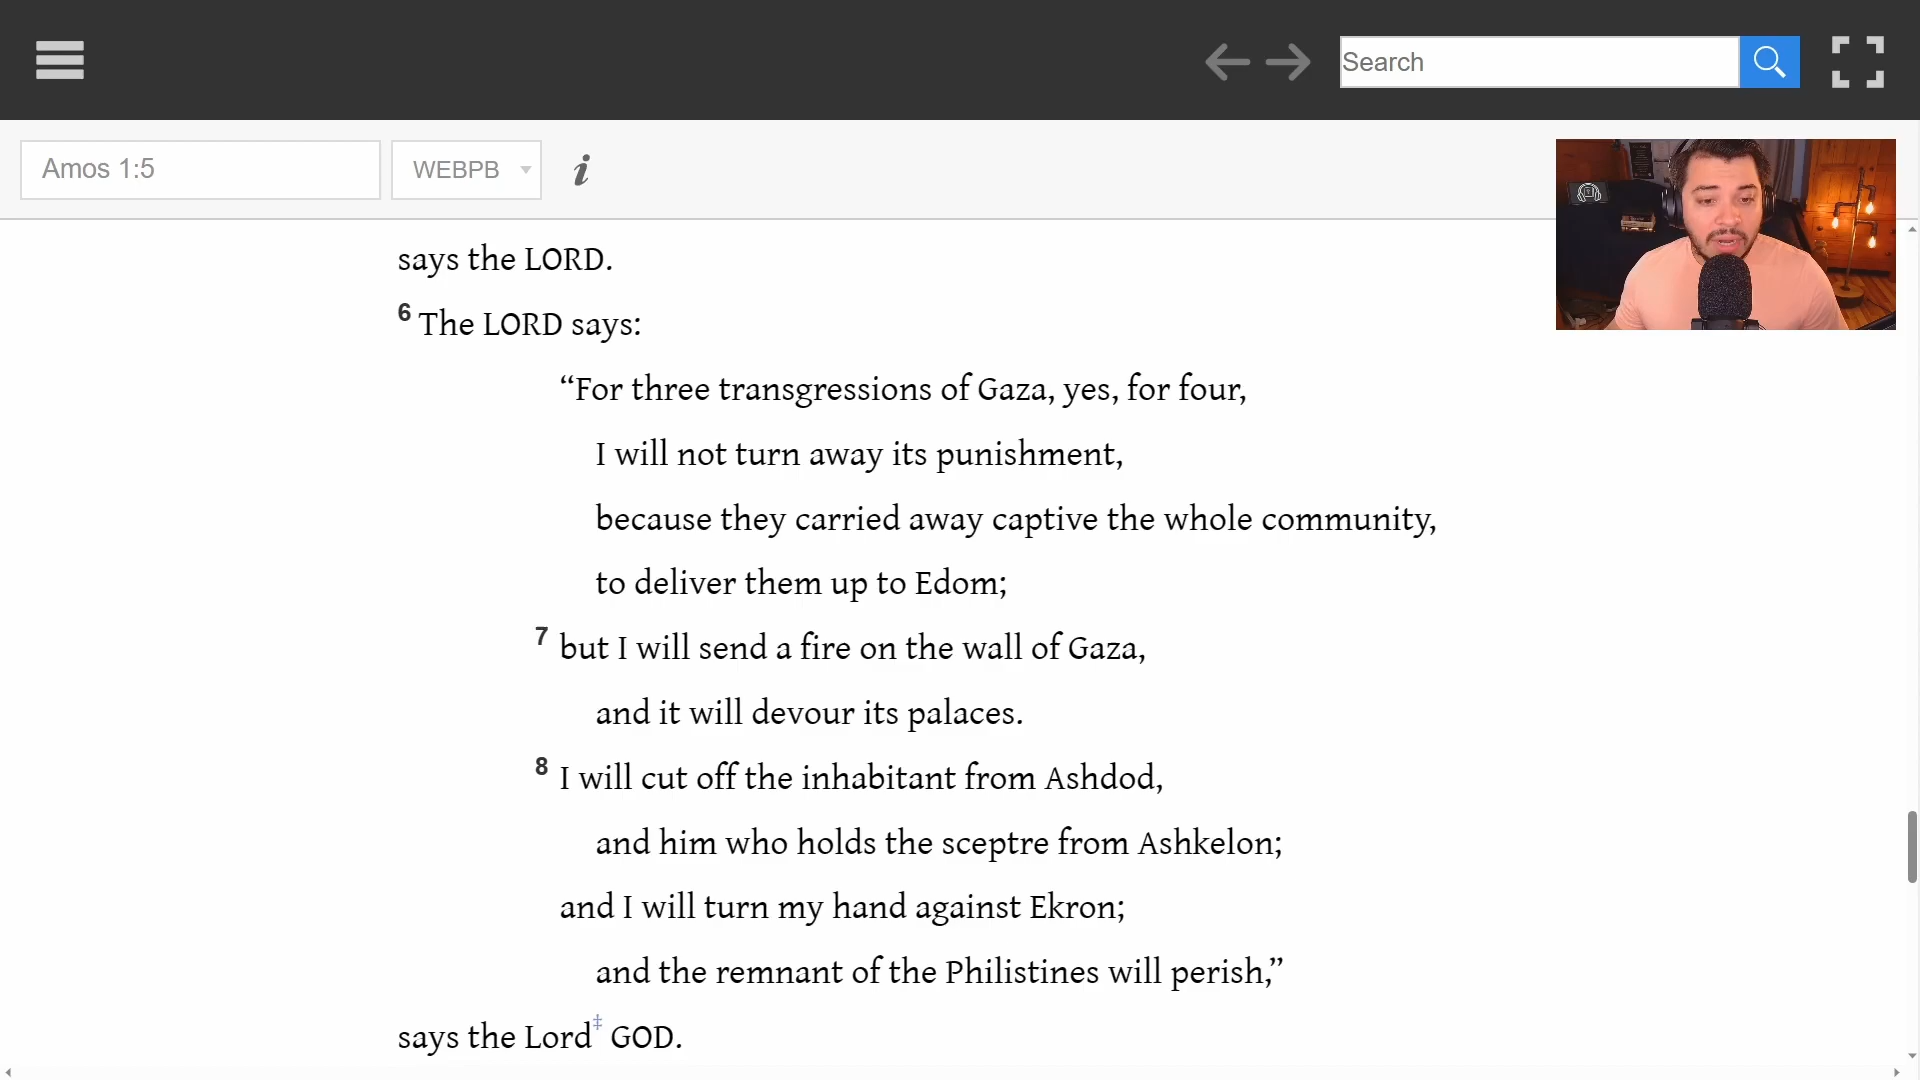 Search
Amos 1:5
WEBPB
i
says the LORD.
6 The LORD says:
“For three transgressions of Gaza, yes, for four,
I will not turn away its punishment,
because they carried away captive the whole community,
to deliver them up to Edom;
7 but I will send a fire on the wall of Gaza,
and it will devour its palaces.
8 I will cut off the inhabitant from Ashdod,
and him who holds the sceptre from Ashkelon;
and I will turn my hand against Ekron;
and the remnant of the Philistines will perish,”
says the Lord‡ GOD.